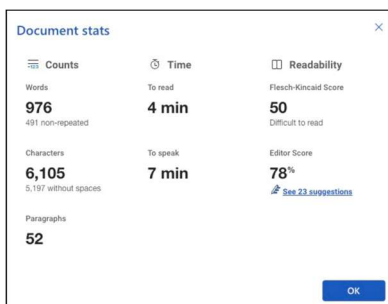 Document stats
Counts
Words
976
491 non-repeated
Characters
6,105
5,197 without spaces
Paragraphs
52
Time
To read
4 min
To speak
7 min
Readability
Flesch-Kincaid Score
50
Difficult to read
Editor Score
78%
See 23 suggestions
OK